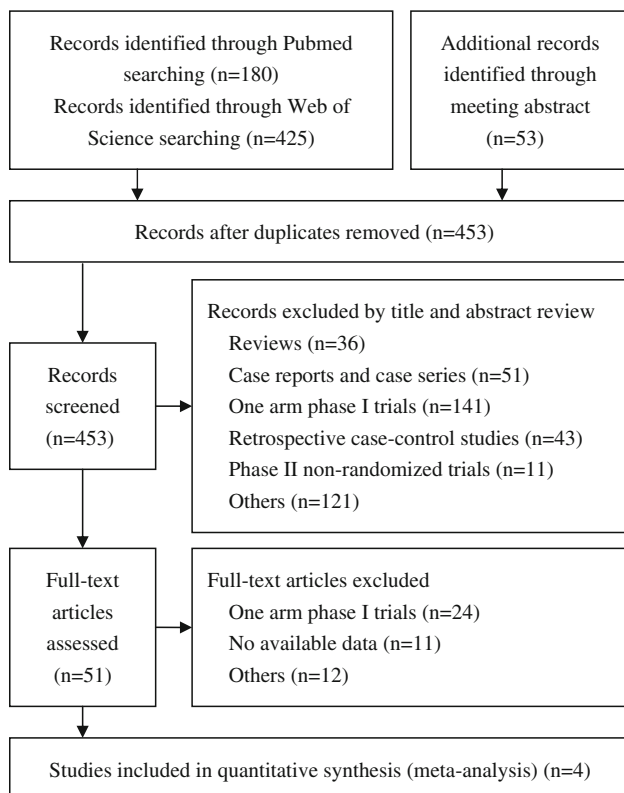 Records identified through Pubmed
searching (n=180)
Records identified through Web of
Science searching (n=425)
Additional records
identified through
meeting abstract
(n=53)
Records after duplicates removed (n=453)
Records
screened
(n=453)
Records excluded by title and abstract review
Reviews (n=36)
Case reports and case series (n=51)
One arm phase I trials (n=141)
Retrospective case-control studies (n=43)
Phase II non-randomized trials (n=11)
Others (n=121)
Full-text
articles
assessed
(n=51)
Full-text articles excluded
One arm phase I trials (n=24)
No available data (n=11)
Others (n=12)
Studies included in quantitative synthesis (meta-analysis) (n=4)